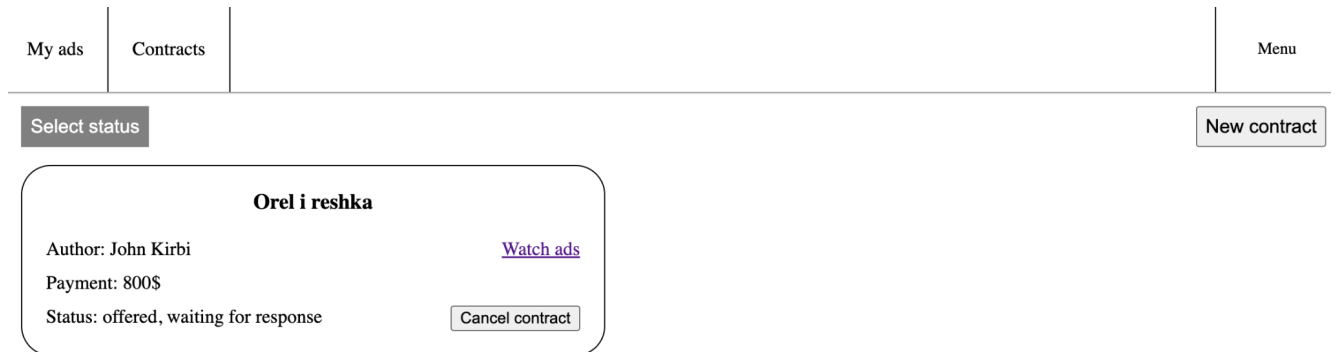 My ads
Contracts
Menu
Select status
New contract
Orel i reshka
Author: John Kirbi
Watch ads
Payment: 800$
Status: offered, waiting for response
Cancel contract